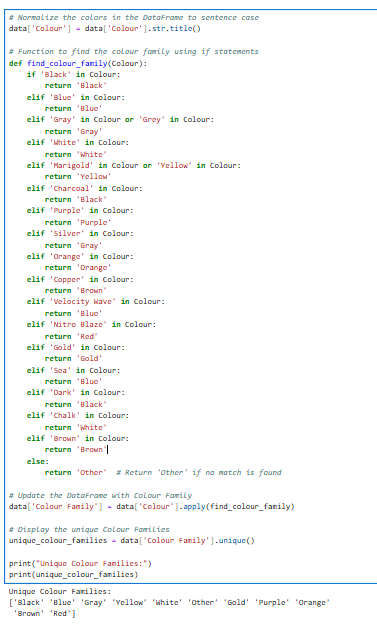 # Normalize the colors in the DataFrame to sentence case
data['Colour'] = data['Colour'].str.title()
# Function to find the colour family using if statements
def find_colour_family(Colour):
    if 'Black' in Colour:
        return 'Black'
    elif 'Blue' in Colour:
        return 'Blue'
    elif 'Gray' in Colour or 'Grey' in Colour:
        return 'Gray'
    elif 'White' in Colour:
        return 'White'
    elif 'Marigold' in Colour or 'Yellow' in Colour:
        return 'Yellow'
    elif 'Charcoal' in Colour:
        return 'Black'
    elif 'Purple' in Colour:
        return 'Purple'
    elif 'Silver' in Colour:
        return 'Gray'
    elif 'Orange' in Colour:
        return 'Orange'
    elif 'Copper' in Colour:
        return 'Brown'
    elif 'Velocity Wave' in Colour:
        return 'Blue'
    elif 'Nitro Blaze' in Colour:
        return 'Red'
    elif 'Gold' in Colour:
        return 'Gold'
    elif 'Sea' in Colour:
        return 'Blue'
    elif 'Dark' in Colour:
        return 'Black'
    elif 'Chalk' in Colour:
        return 'White'
    elif 'Brown' in Colour:
        return 'Brown'
    else:
        return 'Other'  # Return 'Other' if no match is found
# Update the DataFrame with Colour Family
data['Colour Family'] = data['Colour'].apply(find_colour_family)
# Display the unique Colour Families
unique_colour_families = data['Colour Family'].unique()
print("Unique Colour Families:")
print(unique_colour_families)
Unique Colour Families:
['Black' 'Blue' 'Gray' 'Yellow' 'White' 'Other' 'Gold' 'Purple' 'Orange'
 'Brown' 'Red']